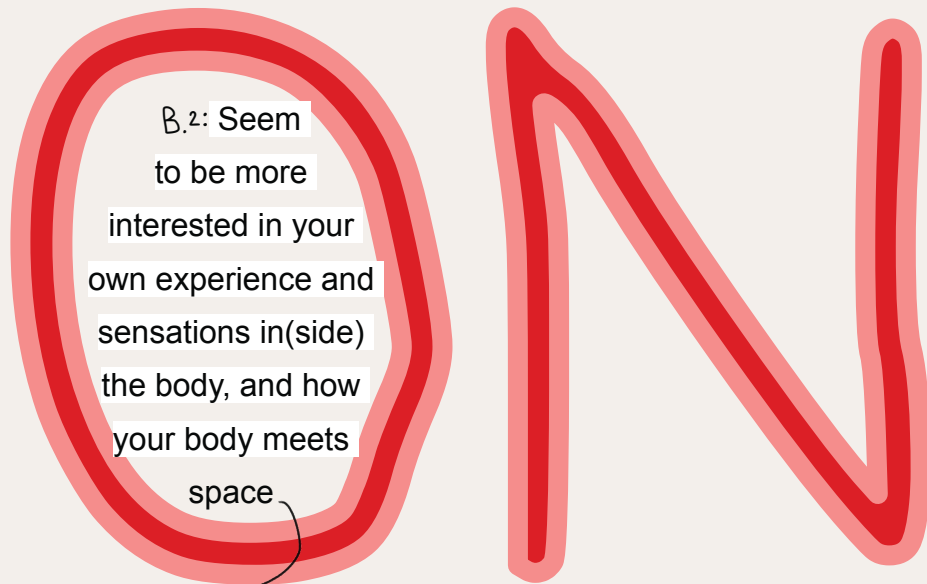 ON
B.2: Seem
to be more
interested in your
own experience and
sensations in(side)
the body, and how
your body meets
space